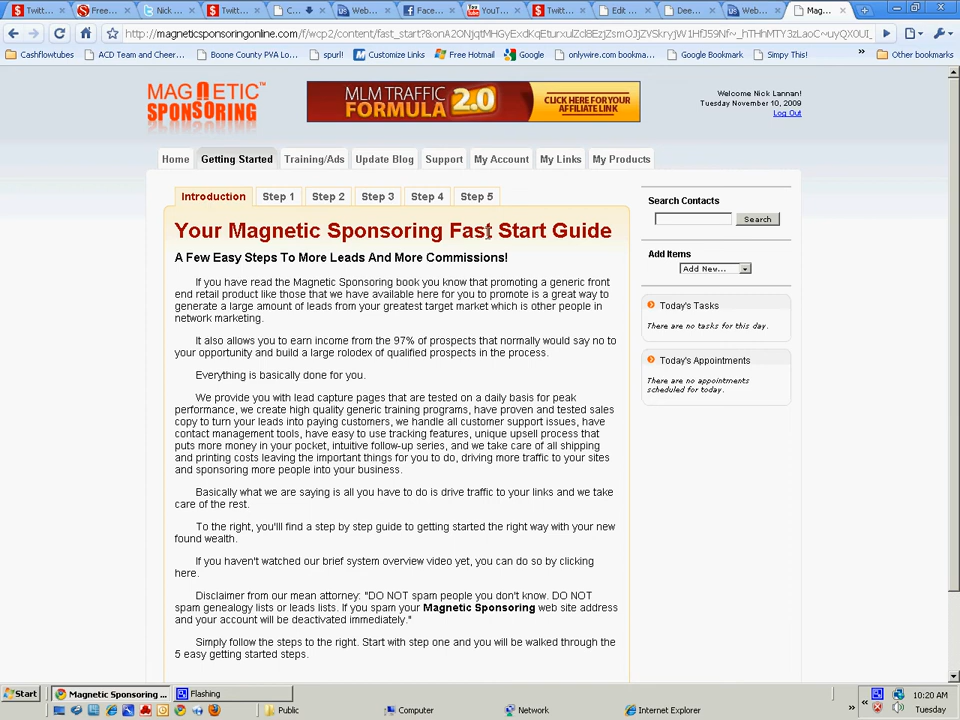 Twitt...
Free...
Nick ...
Twitt...
C...
Web...
Face...
YouT...
Twitt...
Edit ...
Dee...
Web...
Mag...
Cashflowtubes
ACD Team and Cheer...
Boone County PVA Lo...
spurl!
Customize Links
Free Hotmail
Google
onlywire.com bookma...
Google Bookmark
Simpy This!
Other bookmarks
MAGNETIC
SPONSORING™
MLM TRAFFIC
FORMULA 2.0
CLICK HERE FOR YOUR
AFFILIATE LINK
Welcome Nick Lannan!
Tuesday November 10, 2009
Log Out
Home
Getting Started
Training/Ads
Update Blog
Support
My Account
My Links
My Products
Introduction
Step 1
Step 2
Step 3
Step 4
Step 5
Your Magnetic Sponsoring Fast Start Guide
A Few Easy Steps To More Leads And More Commissions!
If you have read the Magnetic Sponsoring book you know that promoting a generic front
end retail product like those that we have available here for you to promote is a great way to
generate a large amount of leads from your greatest target market which is other people in
network marketing.
It also allows you to earn income from the 97% of prospects that normally would say no to
your opportunity and build a large rolodex of qualified prospects in the process.
Everything is basically done for you.
We provide you with lead capture pages that are tested on a daily basis for peak
performance, we create high quality generic training programs, have proven and tested sales
copy to turn your leads into paying customers, we handle all customer support issues, have
contact management tools, have easy to use tracking features, unique upsell process that
puts more money in your pocket, intuitive follow-up series, and we take care of all shipping
and printing costs leaving the important things for you to do, driving more traffic to your sites
and sponsoring more people into your business.
Basically what we are saying is all you have to do is drive traffic to your links and we take
care of the rest.
To the right, you'll find a step by step guide to getting started the right way with your new
found wealth.
If you haven't watched our brief system overview video yet, you can do so by clicking
here.
Disclaimer from our mean attorney: "DO NOT spam people you don't know. DO NOT
spam genealogy lists or leads lists. If you spam your Magnetic Sponsoring web site address
and your account will be deactivated immediately."
Simply follow the steps to the right. Start with step one and you will be walked through the
5 easy getting started steps.
Search Contacts
Search
Add Items
Add New...
Today's Tasks
There are no tasks for this day.
Today's Appointments
There are no appointments
scheduled for today.
Start
Magnetic Sponsoring ...
Flashing
10:20 AM
Public
Computer
Network
Internet Explorer
Tuesday